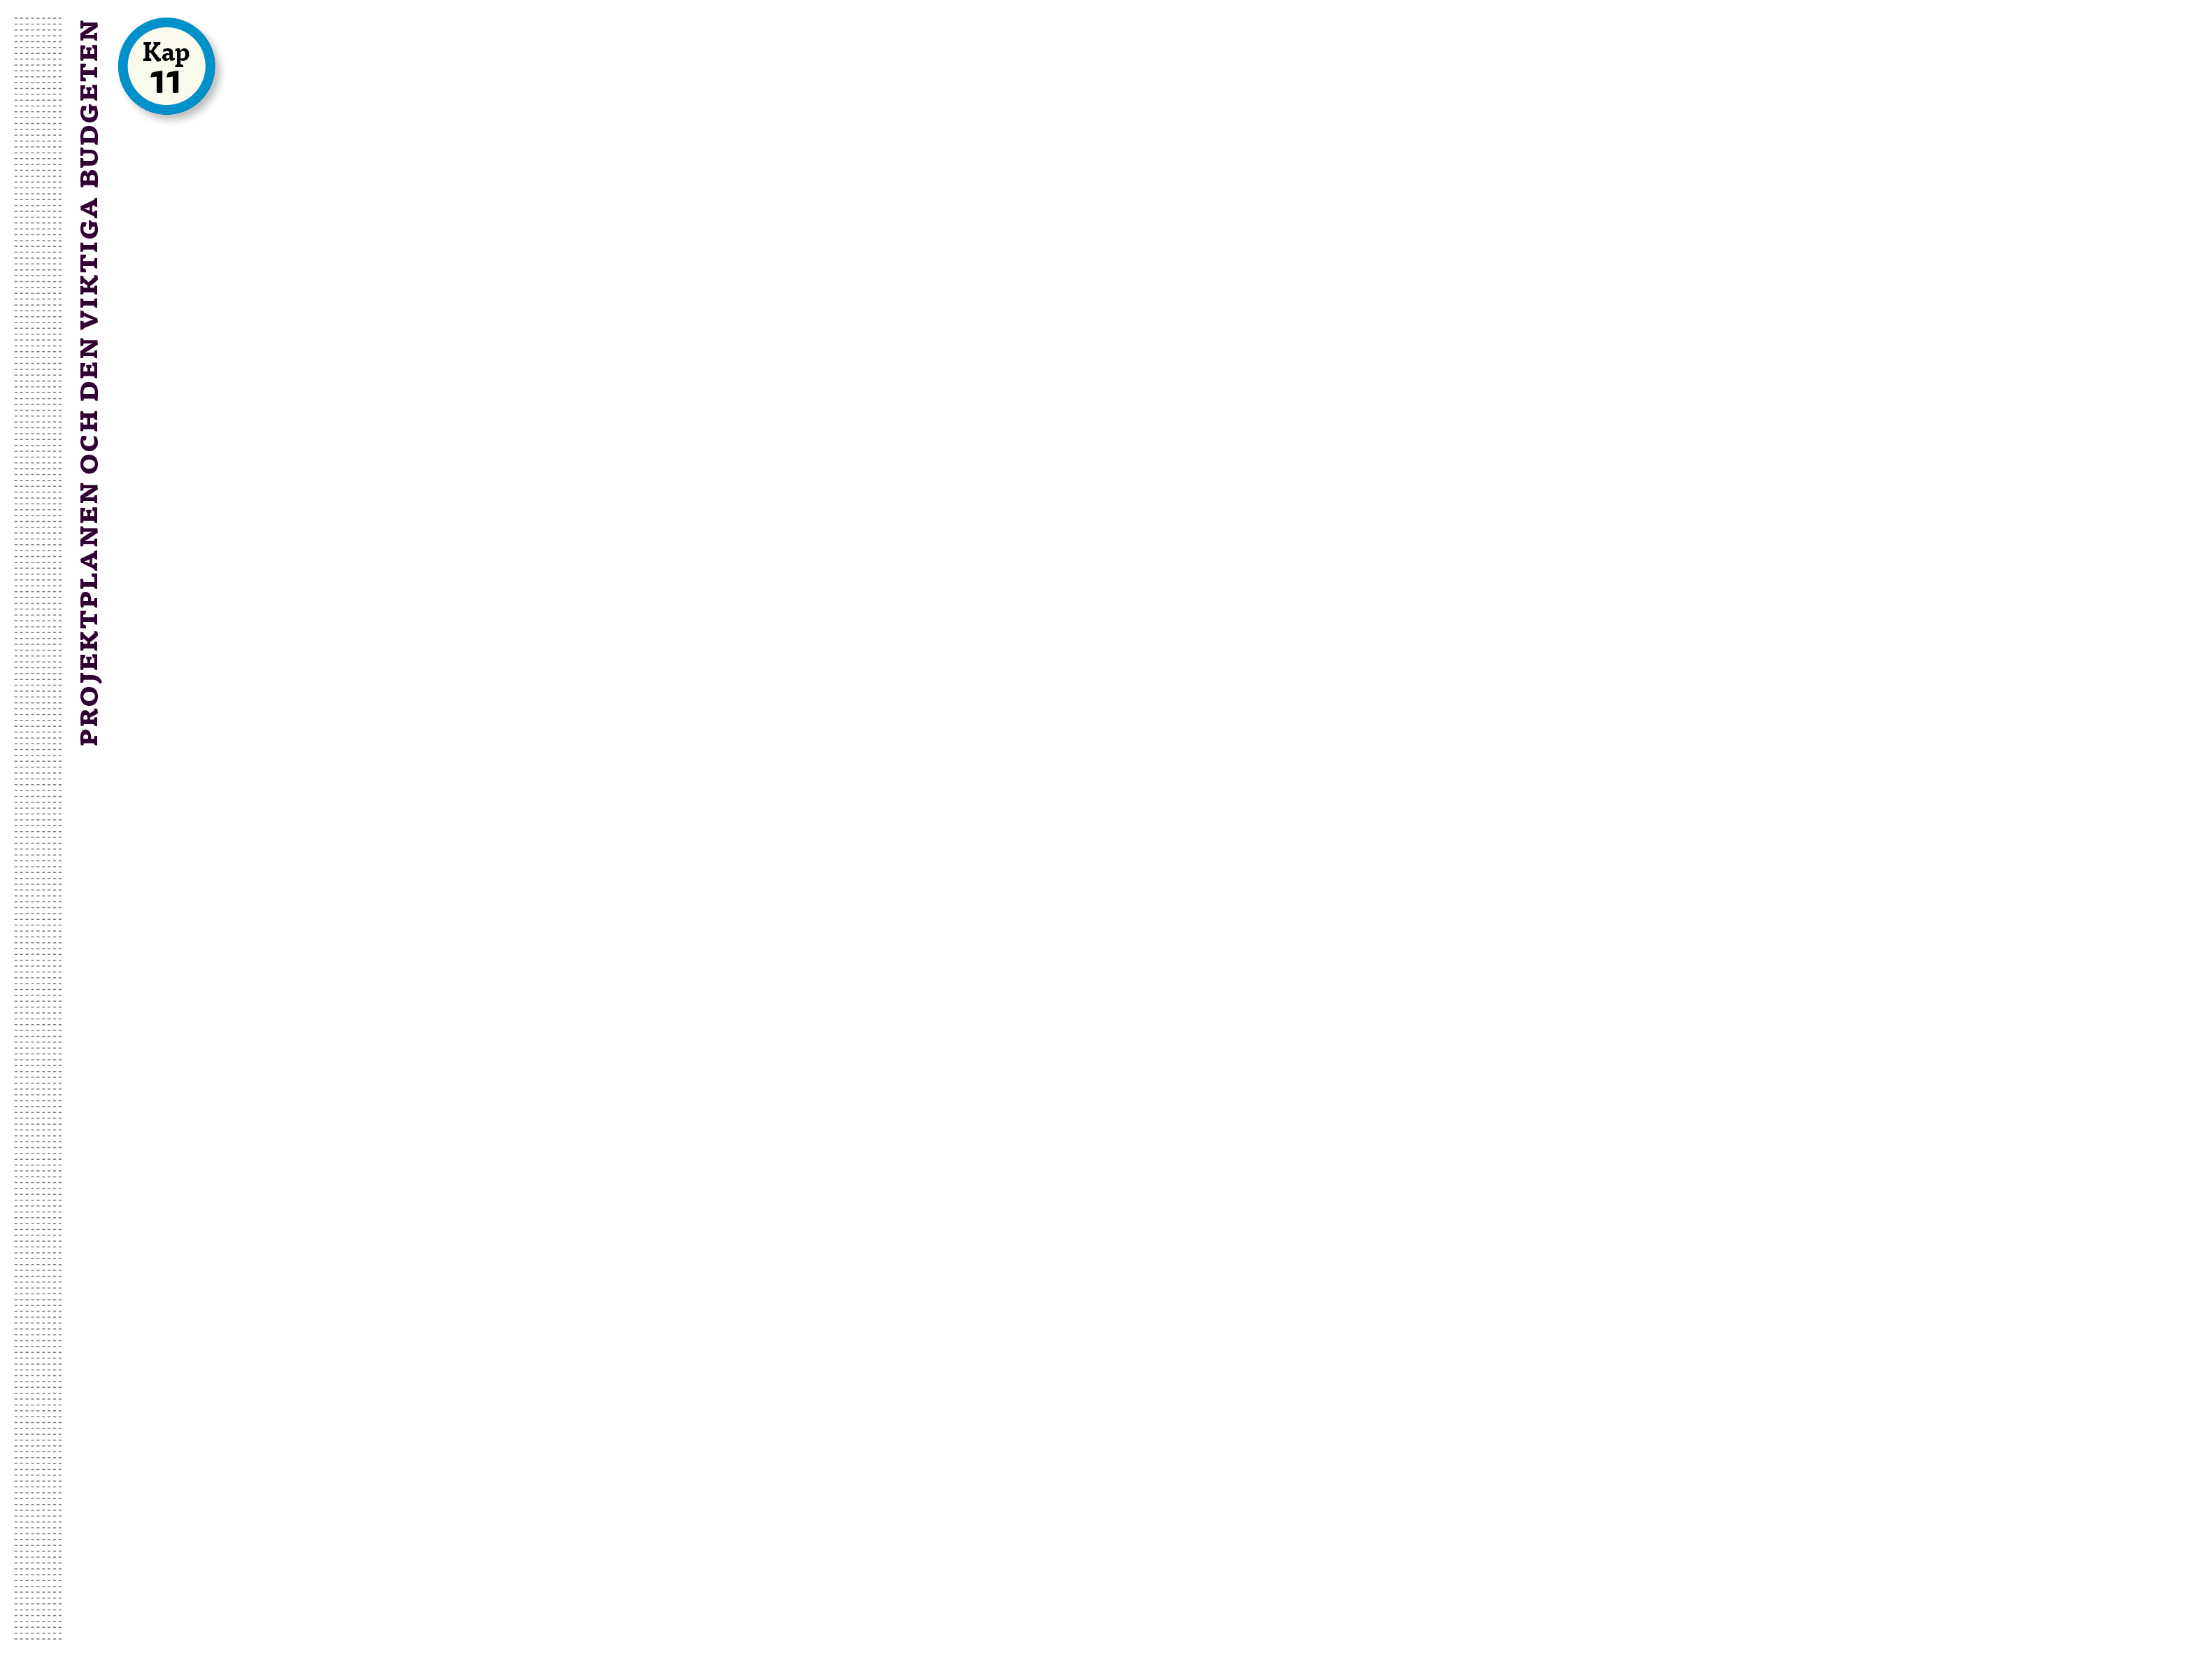 PROJEKTPLANEN OCH DEN VIKTIGA BUDGETEN
Kap
11